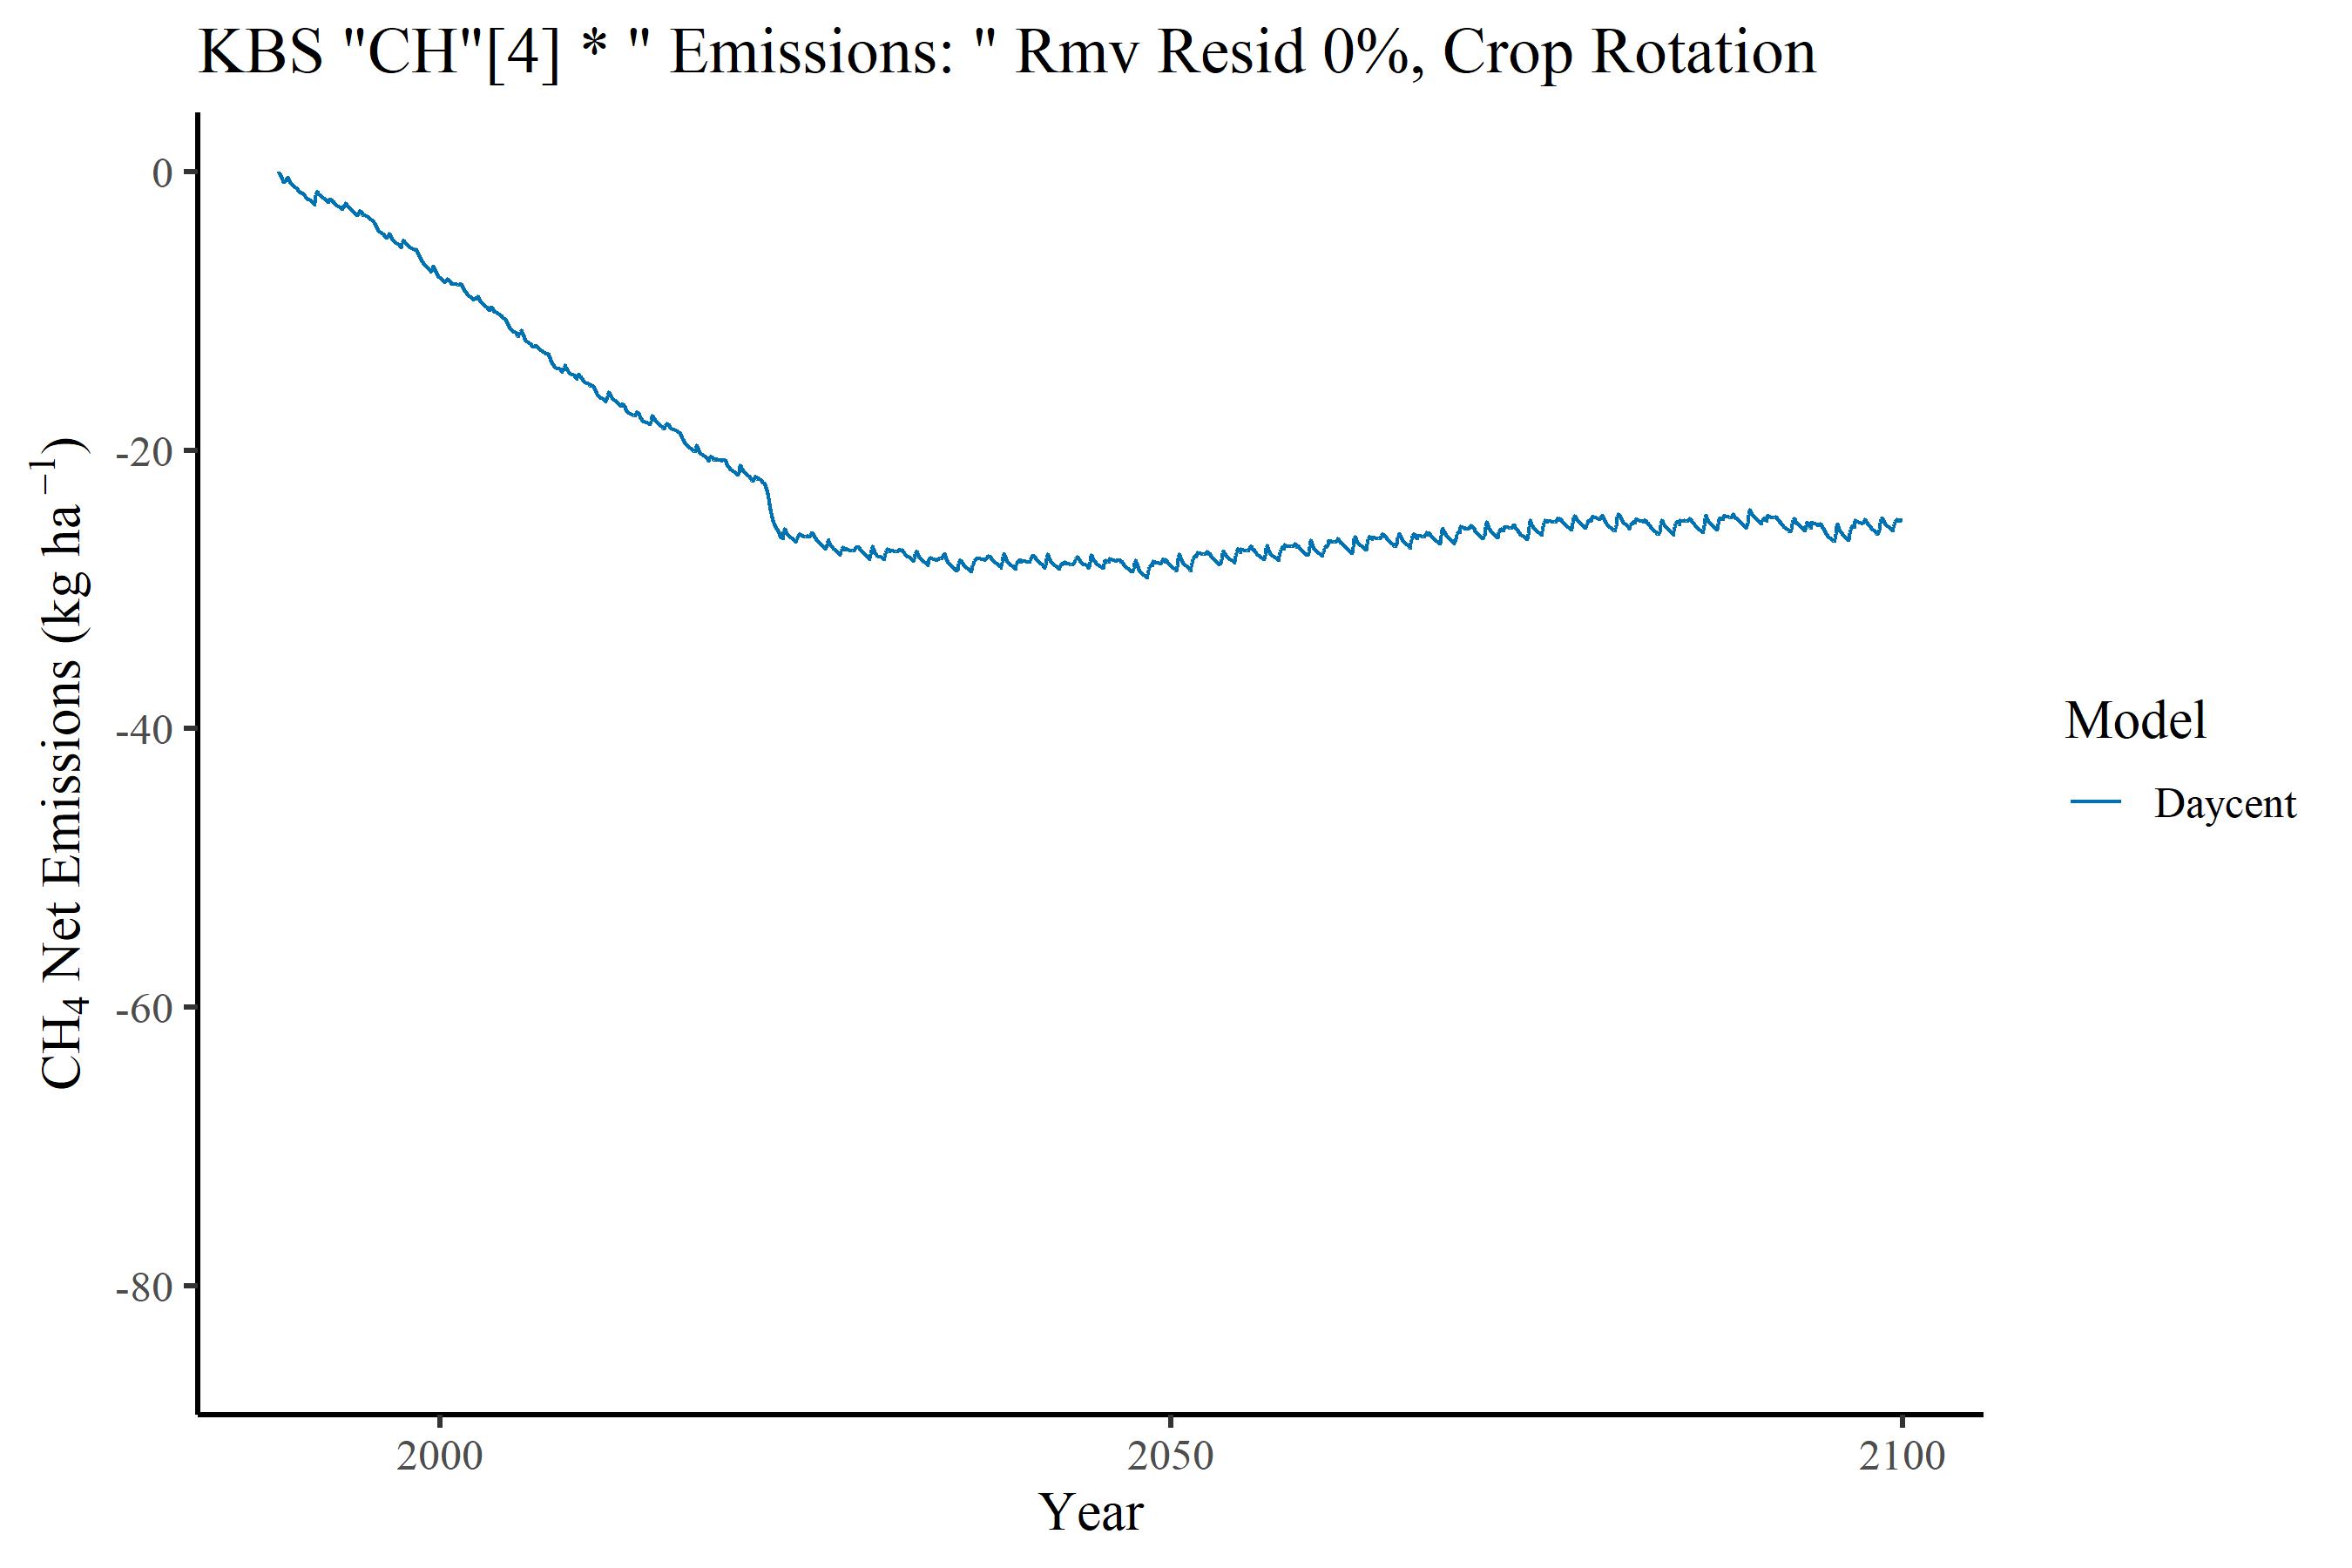 KBS "CH"[4] * " Emissions: " Rmv Resid 0%, Crop Rotation
CH₄ Net Emissions (kg ha ⁻¹)
0
-20
-40
-60
-80
2000
2050
2100
Year
Model
Daycent